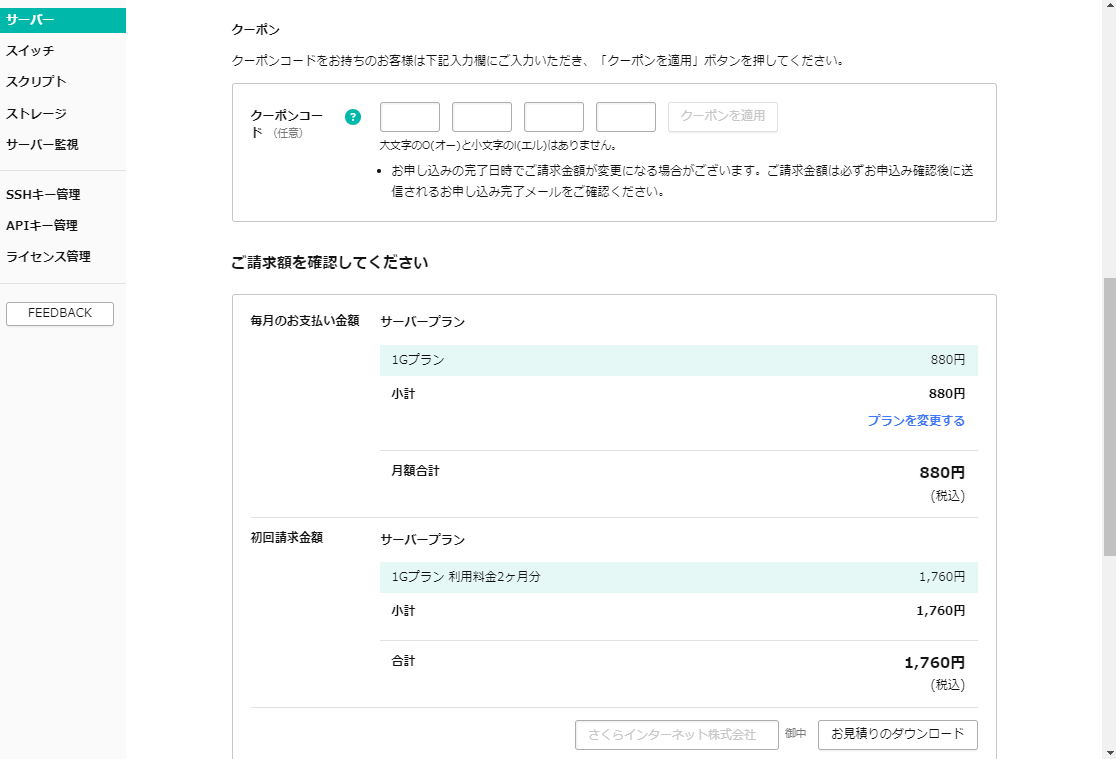 サーバー
スイッチ
スクリプト
ストレージ
サーバー監視
SSHキー管理
APIキー管理
ライセンス管理
FEEDBACK
クーポン
クーポンコードをお持ちのお客様は下記入力欄にご入力いただき、「クーポンを適用」ボタンを押してください。
クーポンコー
ド （任意）
?
クーポンを適用
大文字のO(オー)と小文字のl(エル)はありません。
• お申し込みの完了日時でご請求金額が変更になる場合がございます。ご請求金額は必ずお申込み確認後に送
信されるお申し込み完了メールをご確認ください。
ご請求額を確認してください
毎月のお支払い金額 サーバープラン
1Gプラン 880円
小計 880円
プランを変更する
月額合計 880円
(税込)
初回請求金額 サーバープラン
1Gプラン 利用料金2ヶ月分 1,760円
小計 1,760円
合計 1,760円
(税込)
さくらインターネット株式会社 御中 お見積りのダウンロード